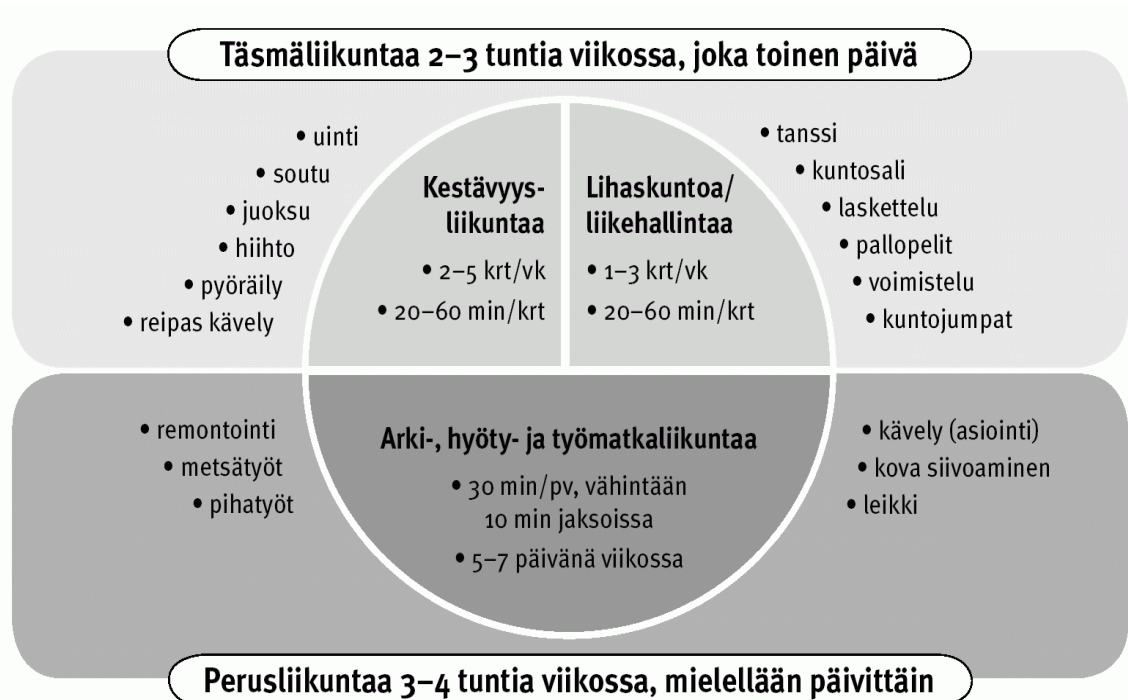 Täsmäliikuntaa 2–3 tuntia viikossa, joka toinen päivä
• uinti
• soutu
• juoksu
• hiihto
• pyöräily
• reipas kävely
Kestävyys-
liikuntaa
• 2–5 krt/vk
• 20–60 min/krt
Lihaskuntoa/
liikehallintaa
• 1–3 krt/vk
• 20–60 min/krt
• tanssi
• kuntosali
• laskettelu
• pallopelit
• voimistelu
• kuntojumpat
• remontointi
• metsätyöt
• pihatyöt
Arki-, hyöty- ja työmatkaliikuntaa
• 30 min/pv, vähintään
10 min jaksoissa
• 5–7 päivänä viikossa
• kävely (asiointi)
• kova siivoaminen
• leikki
Perusliikuntaa 3–4 tuntia viikossa, mielellään päivittäin